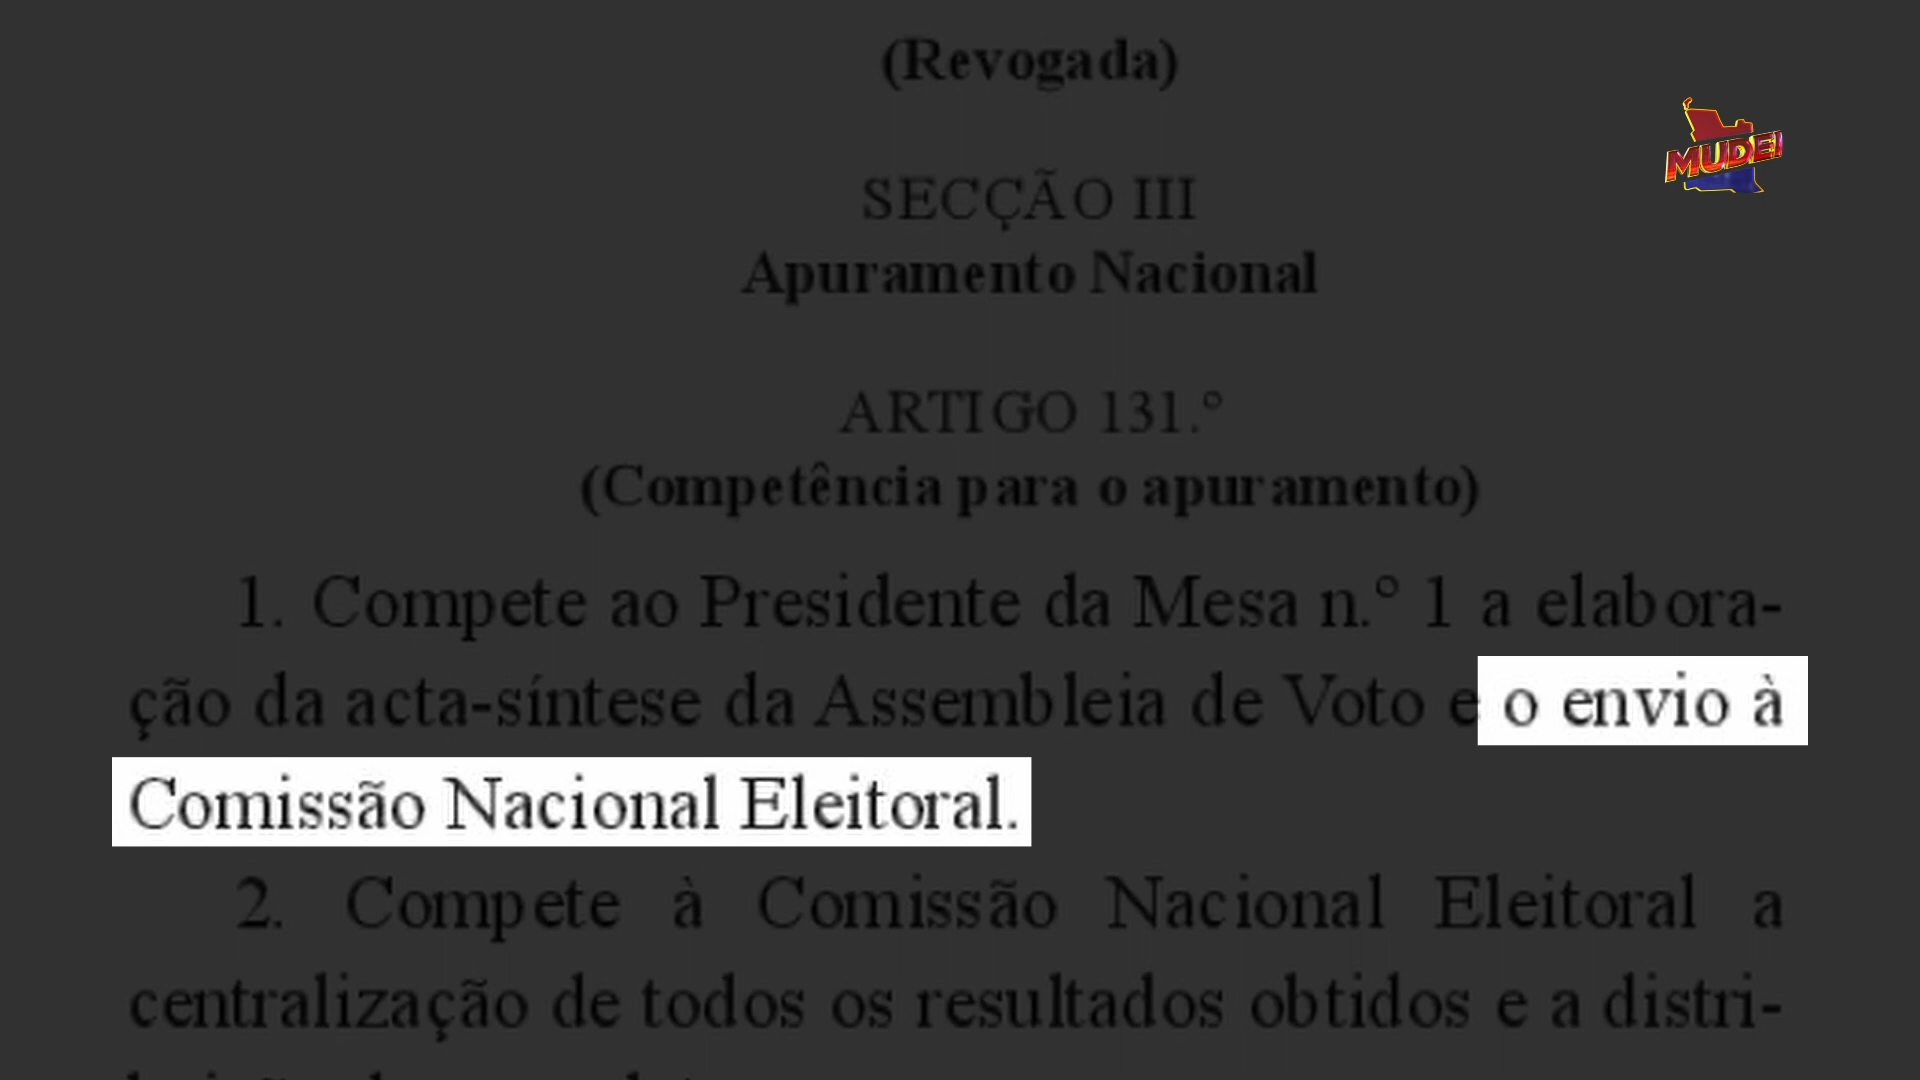 (Revogada)
MUDEI
SECÇÃO III
Apuramento Nacional
ARTIGO 131.°
(Competência para o apuramento)
1. Compete ao Presidente da Mesa n.° 1 a elabora-
ção da acta-síntese da Assembleia de Voto e o envio à
Comissão Nacional Eleitoral.
2. Compete à Comissão Nacional Eleitoral a
centralização de todos os resultados obtidos e a distri-